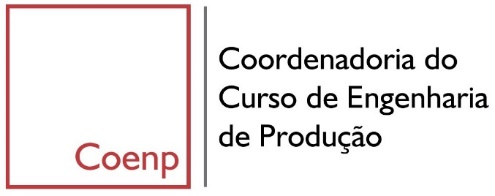 Coenp
Coordenadoria do
Curso de Engenharia
de Produção